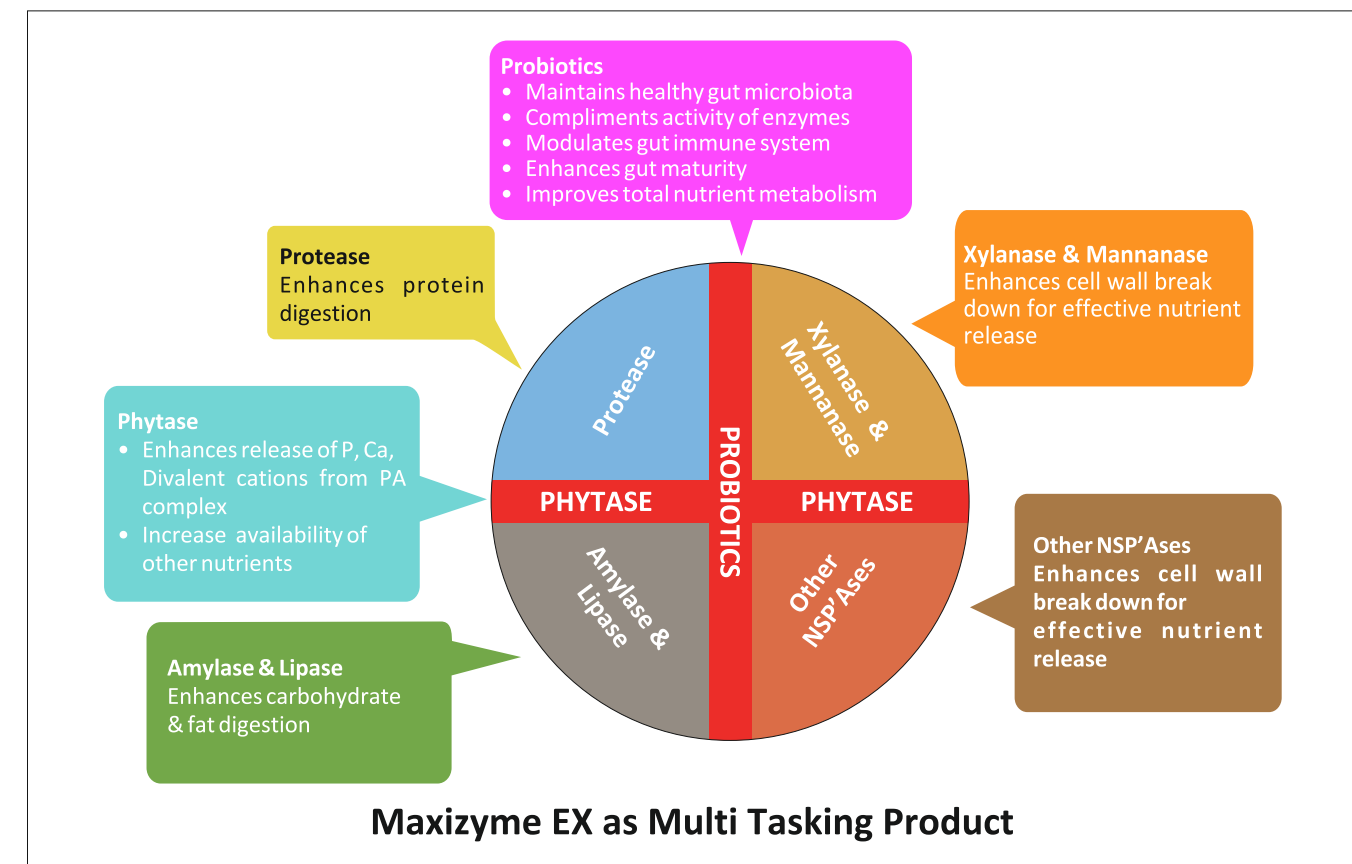 Probiotics
• Maintains healthy gut microbiota
• Compliments activity of enzymes
• Modulates gut immune system
• Enhances gut maturity
• Improves total nutrient metabolism
Protease
Enhances protein
digestion
Xylanase & Mannanase
Enhances cell wall break
down for effective nutrient
release
Phytase
• Enhances release of P, Ca,
Divalent cations from PA
complex
• Increase availability of
other nutrients
Protease
Xylanase &
Mannanase
PROBIOTICS
PHYTASE
PHYTASE
Amylase &
Lipase
Other
NSP’Ases
Other NSP’Ases
Enhances cell wall
break down for
effective nutrient
release
Amylase & Lipase
Enhances carbohydrate
& fat digestion
Maxizyme EX as Multi Tasking Product